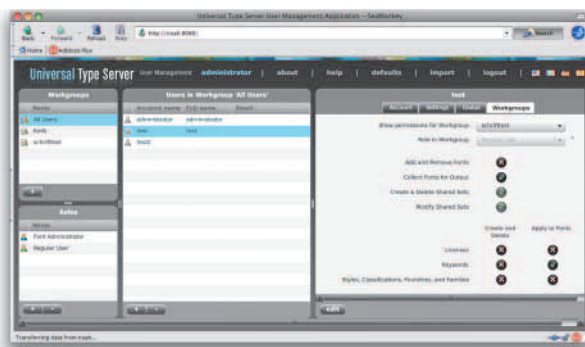 Universal Type Server User Management Application – SeaMonkey
Back Forward Reload Stop http://mustl:8080/ Search
Home Adblock Plus
Universal Type Server User Management administrator | about | help | defaults | import | logout
Workgroups
Name
All Users
fonts
schrifttest
Roles
Name
Font Administrator
Regular User
Users in Workgroup 'All Users'
Account name Full name Email
administrator administrator
test test
test2
test
Account Settings Status Workgroups
Show permissions for Workgroup schrifttest
Role in Workgroup
Add and Remove Fonts
Collect Fonts for Output
Create & Delete Shared Sets
Modify Shared Sets
Create and Delete Apply to Fonts
Licenses
Keywords
Styles, Classifications, Foundries, and Families
edit
Transferring data from